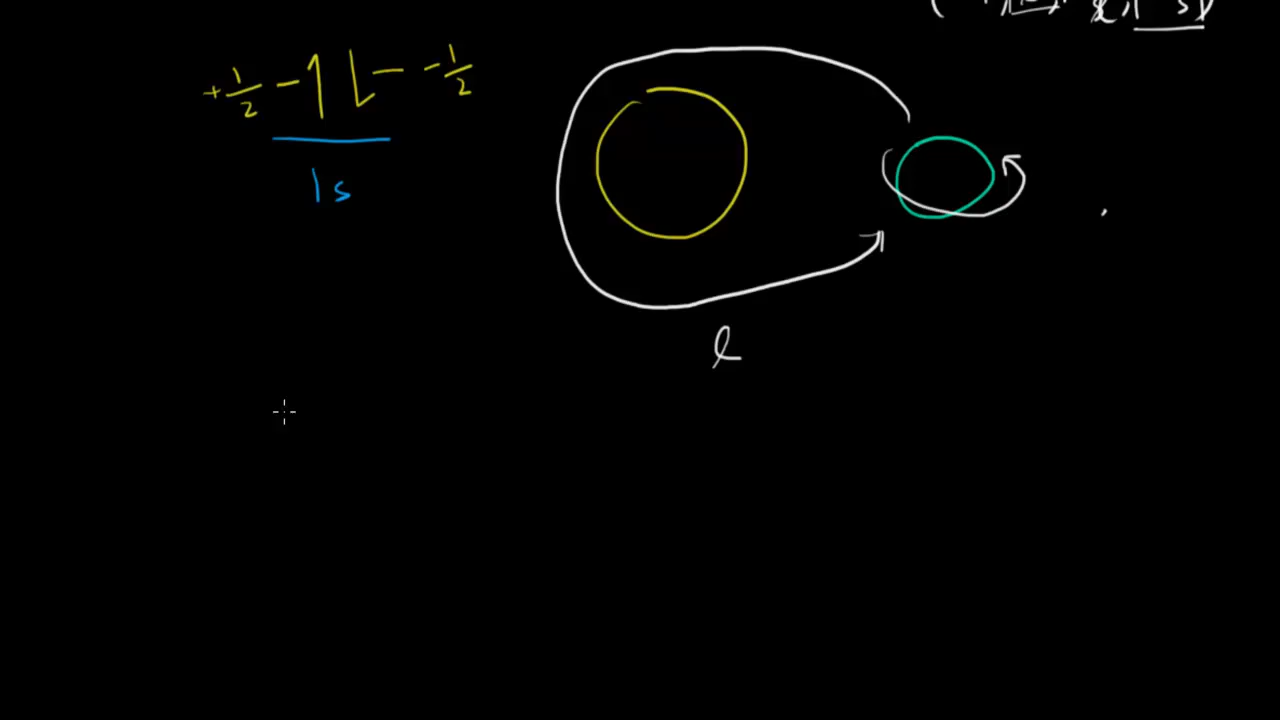 +1/2 - 1 ⇂ - -1/2
1s
l